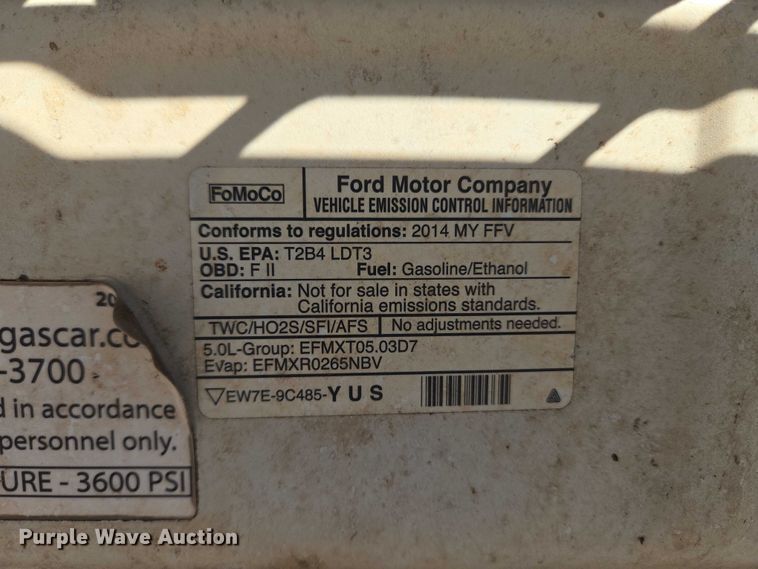 FoMoCo
Ford Motor Company
VEHICLE EMISSION CONTROL INFORMATION
Conforms to regulations: 2014 MY FFV
U.S. EPA: T2B4 LDT3
OBD: F II Fuel: Gasoline/Ethanol
California: Not for sale in states with
California emissions standards.
TWC/HO2S/SFI/AFS No adjustments needed.
5.0L-Group: EFMXT05.03D7
Evap: EFMXR0265NBV
EW7E-9C485-Y U S
20
gascar.co
-3700
d in accordance
personnel only.
URE - 3600 PSI
Purple Wave Auction